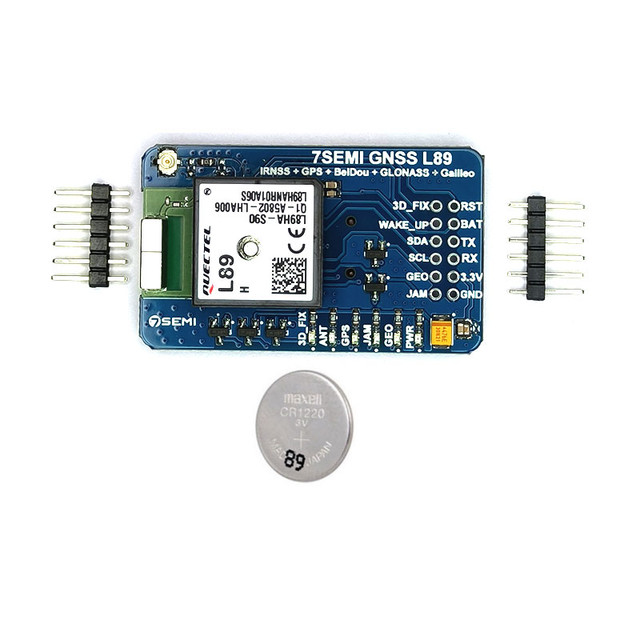 7SEMI GNSS L89
IRNSS + GPS + BeiDou + GLONASS + Galileo
3D_FIX RST
WAKE_UP BAT
SDA TX
SCL RX
GEO 3.3V
JAM GND
L89HANR01A06S
Q1-A5802-LHA006
L89HA-S90
CE
QUECTEL
L89
H
7SEMI
3D_FIX
ANT
GPS
JAM
GEO
PWR
maxell
CR1220
3V
JAPAN
89